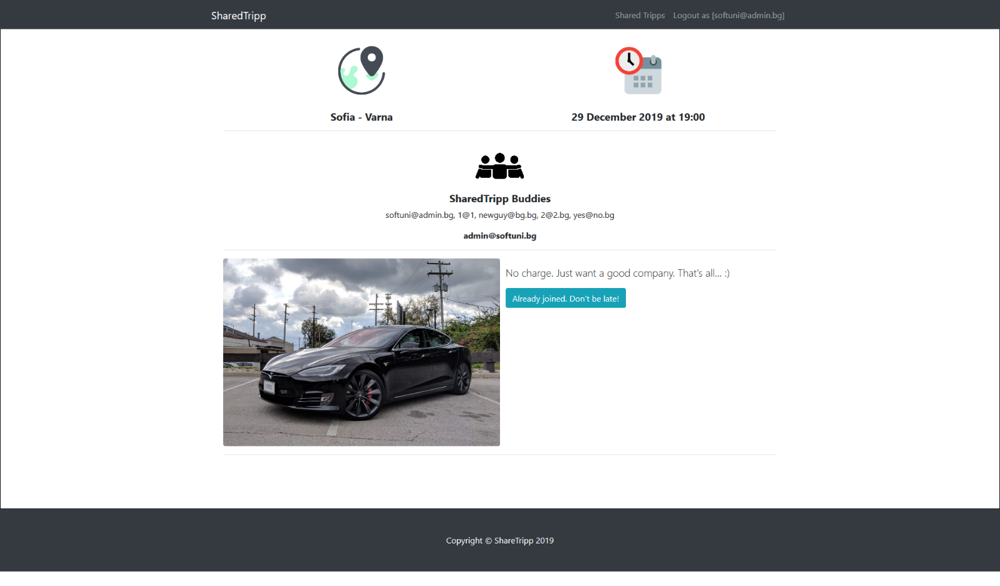 SharedTripp
Shared Tripps Logout as [softuni@admin.bg]
Sofia - Varna
29 December 2019 at 19:00
SharedTripp Buddies
softuni@admin.bg, 1@1, newguy@bg.bg, 2@2.bg, yes@no.bg
admin@softuni.bg
No charge. Just want a good company. That's all... :)
Already joined. Don't be late!
Copyright © ShareTripp 2019